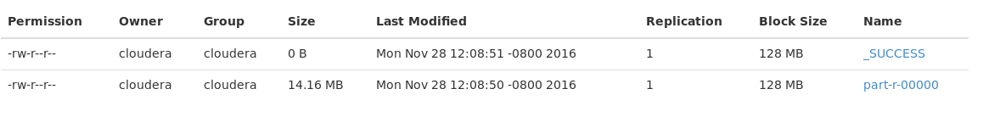 Permission Owner Group Size Last Modified Replication Block Size Name
-rw-r--r-- cloudera cloudera 0 B Mon Nov 28 12:08:51 -0800 2016 1 128 MB _SUCCESS
-rw-r--r-- cloudera cloudera 14.16 MB Mon Nov 28 12:08:50 -0800 2016 1 128 MB part-r-00000